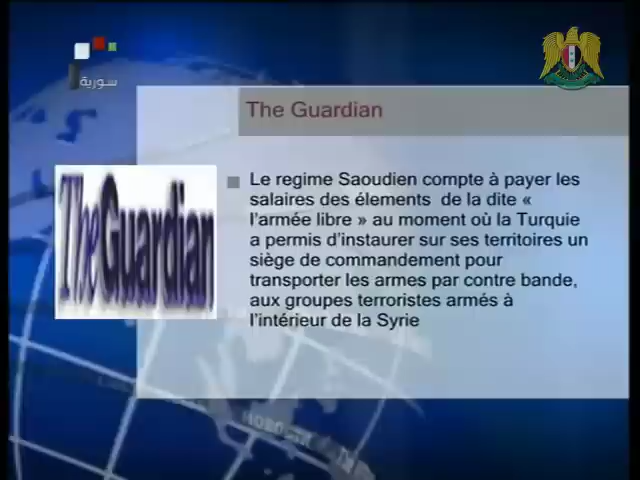 سورية
The Guardian
TheGuardian
Le regime Saoudien compte à payer les
salaires des élements de la dite «
l'armée libre » au moment où la Turquie
a permis d'instaurer sur ses territoires un
siège de commandement pour
transporter les armes par contre bande,
aux groupes terroristes armés à
l'intérieur de la Syrie